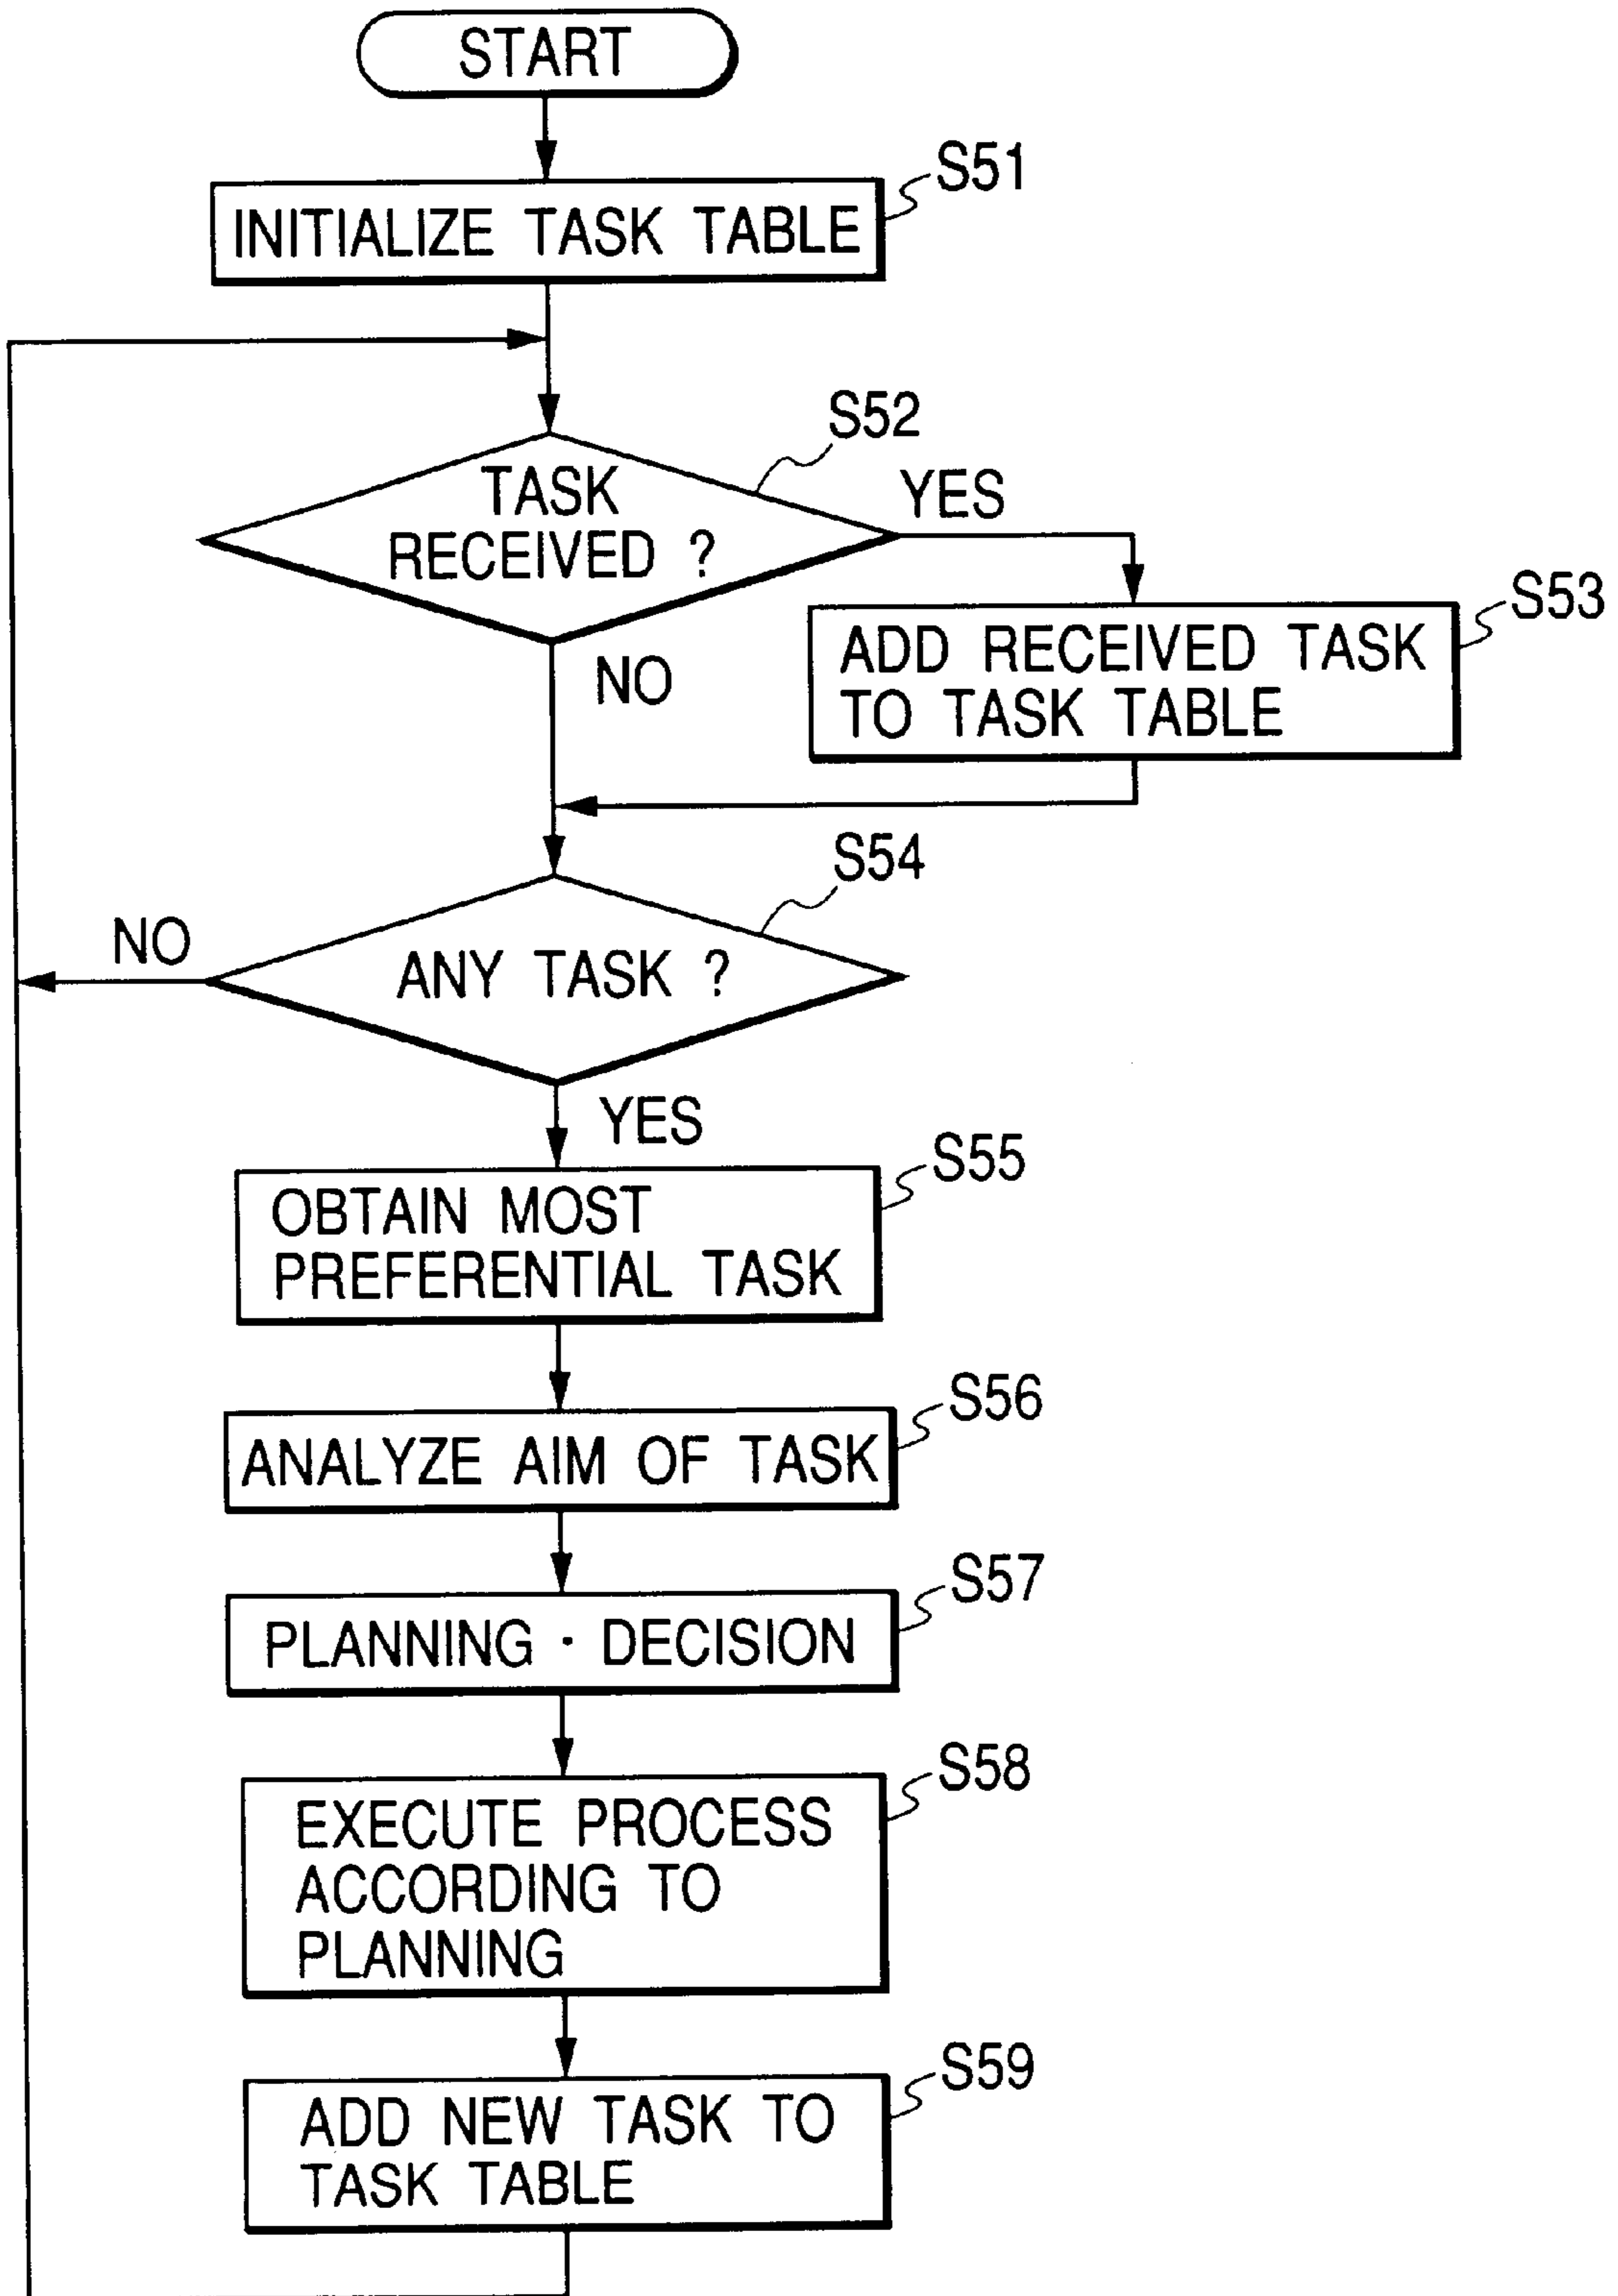 START
S51
INITIALIZE TASK TABLE
S52
TASK
RECEIVED ?
YES
NO
S53
ADD RECEIVED TASK
TO TASK TABLE
S54
NO
ANY TASK ?
YES
S55
OBTAIN MOST
PREFERENTIAL TASK
S56
ANALYZE AIM OF TASK
S57
PLANNING · DECISION
S58
EXECUTE PROCESS
ACCORDING TO
PLANNING
S59
ADD NEW TASK TO
TASK TABLE